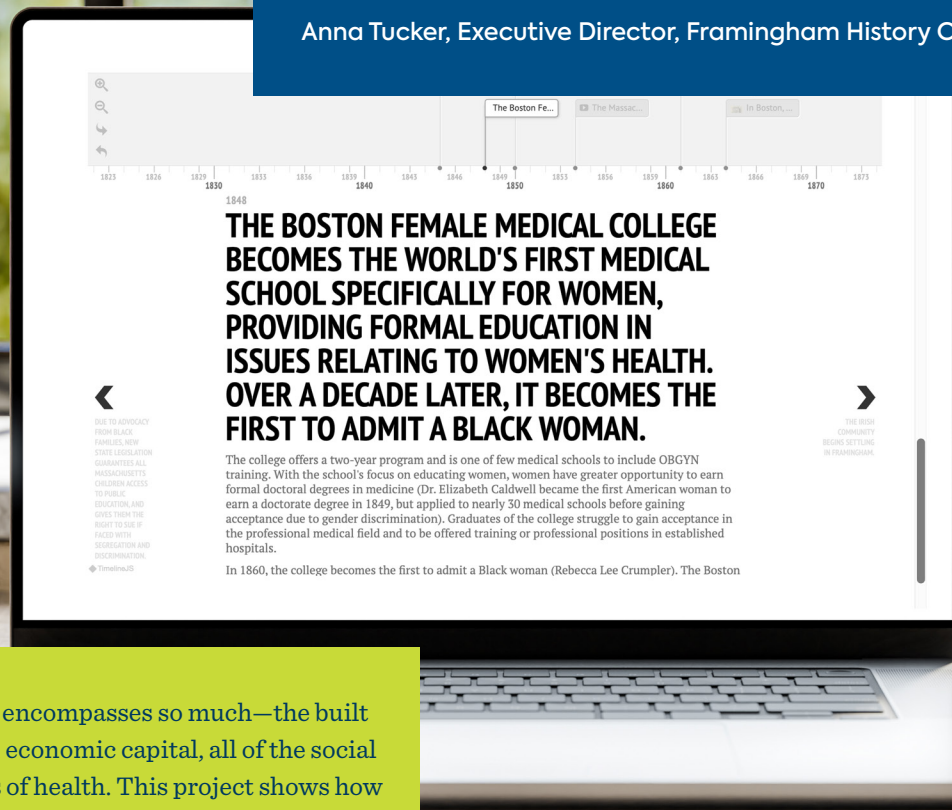 Anna Tucker, Executive Director, Framingham History
The Boston Fe...
The Massac...
In Boston, ...
1823 1826 1829 1833 1836 1839 1843 1846 1849 1853 1856 1859 1863 1866 1869 1873
1830 1840 1850 1860 1870
1848
THE BOSTON FEMALE MEDICAL COLLEGE
BECOMES THE WORLD'S FIRST MEDICAL
SCHOOL SPECIFICALLY FOR WOMEN,
PROVIDING FORMAL EDUCATION IN
ISSUES RELATING TO WOMEN'S HEALTH.
OVER A DECADE LATER, IT BECOMES THE
FIRST TO ADMIT A BLACK WOMAN.
The college offers a two-year program and is one of few medical schools to include OBGYN
training. With the school's focus on educating women, women have greater opportunity to earn
formal doctoral degrees in medicine (Dr. Elizabeth Caldwell became the first American woman to
earn a doctorate degree in 1849, but applied to nearly 30 medical schools before gaining
acceptance due to gender discrimination). Graduates of the college struggle to gain acceptance in
the professional medical field and to be offered training or professional positions in established
hospitals.
In 1860, the college becomes the first to admit a Black woman (Rebecca Lee Crumpler). The Boston
DUE TO ADVOCACY
FROM BLACK
FAMILIES, NEW
STATE LEGISLATION
GUARANTEES ALL
MASSACHUSETTS
CHILDREN ACCESS
TO PUBLIC
EDUCATION, AND
GIVES THEM THE
RIGHT TO SUE IF
FACED WITH
SEGREGATION AND
DISCRIMINATION.
TimelineJS
THE IRISH
COMMUNITY
BEGINS SETTLING
IN FRAMINGHAM.
encompasses so much—the built
economic capital, all of the social
of health. This project shows how